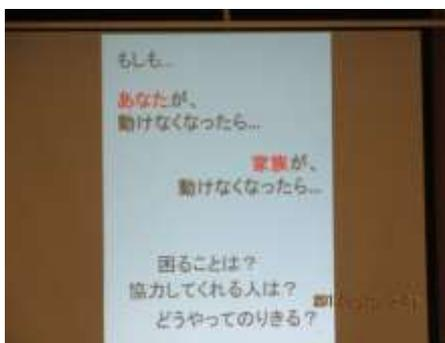 もしも...
あなたが、
動けなくなったら...
家族が、
動けなくなったら...
困ることは？
協力してくれる人は？
どうやってのりきる？